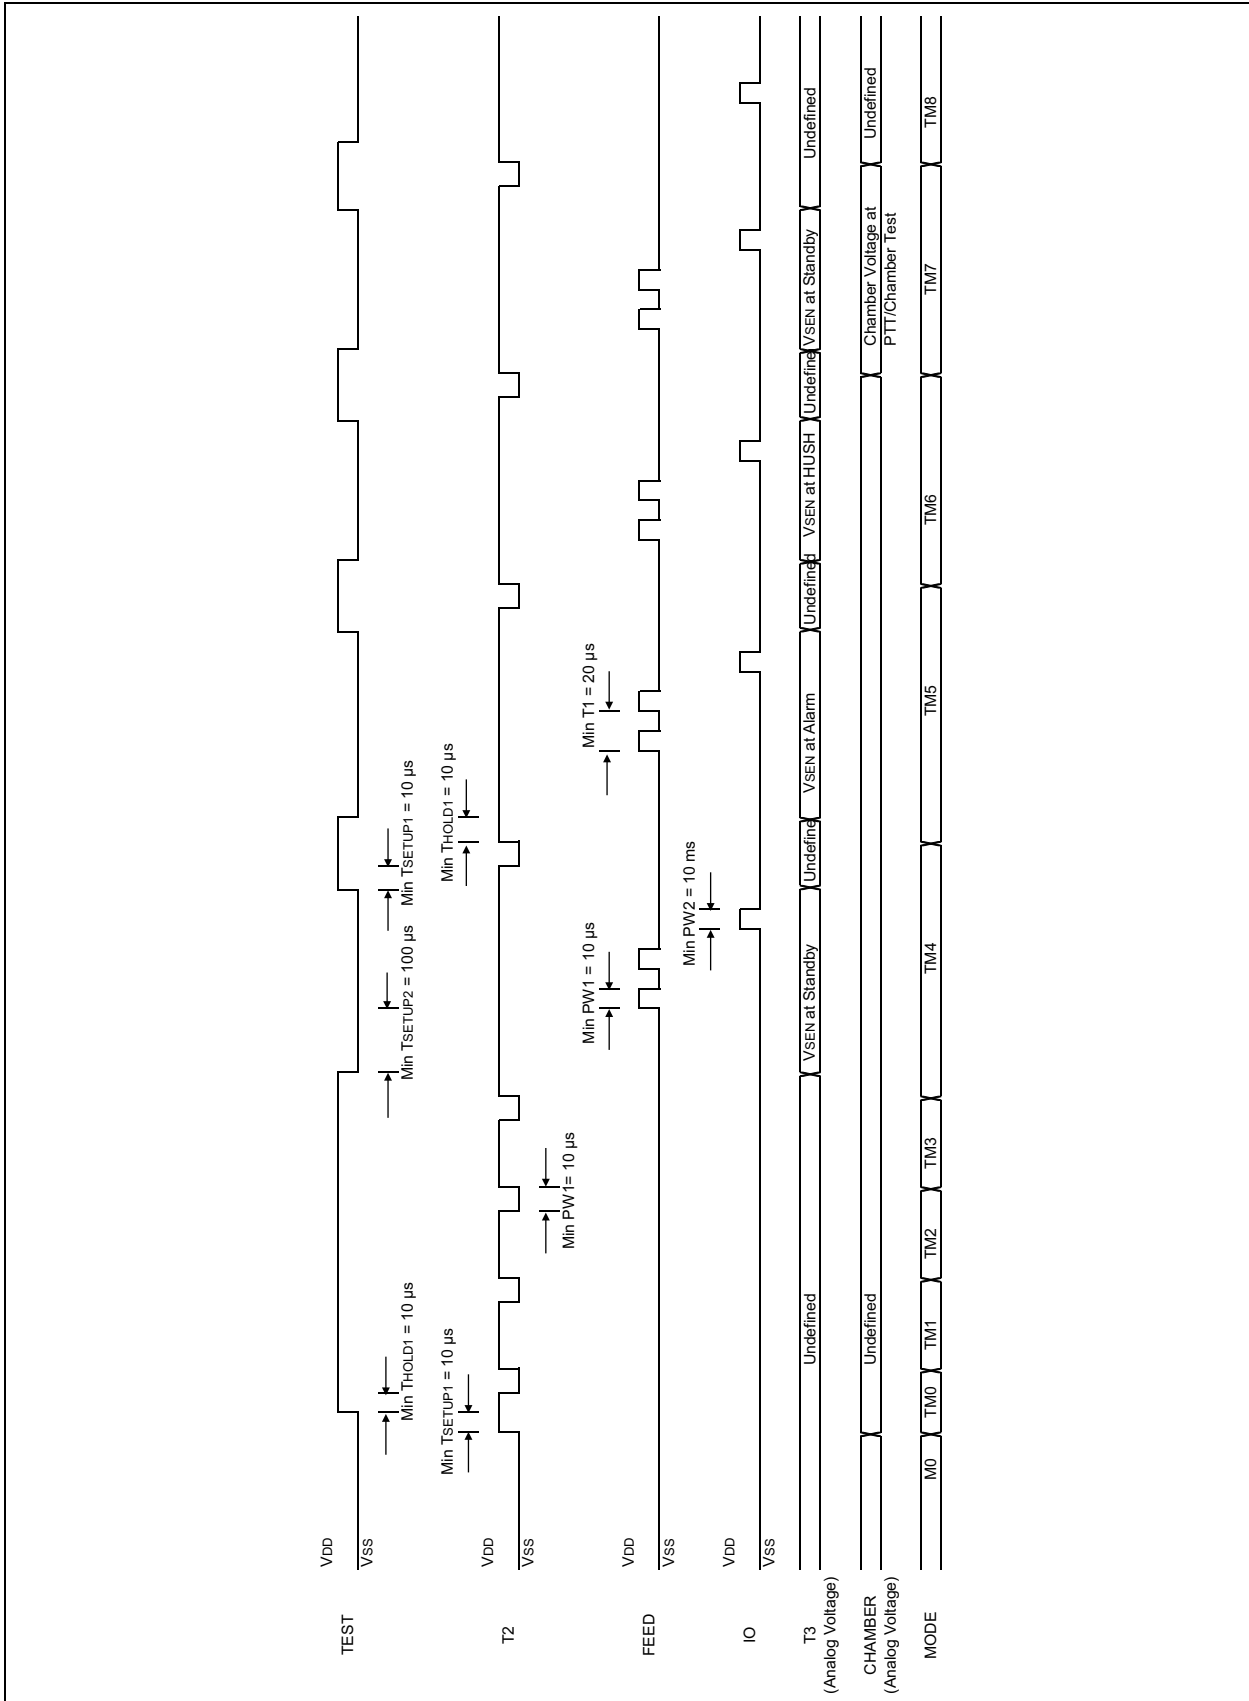 TEST
VDD
VSS
Min THOLD1 = 10 µs
Min TSETUP2 = 100 µs
Min TSETUP1 = 10 µs
T2
VDD
VSS
Min TSETUP1 = 10 µs
Min THOLD1 = 10 µs
Min PW1= 10 µs
FEED
VDD
VSS
Min PW1 = 10 µs
Min T1 = 20 µs
IO
VDD
VSS
Min PW2 = 10 ms
T3
(Analog Voltage)
Undefined
VSEN at Standby
Undefine
VSEN at Alarm
Undefined
VSEN at HUSH
Undefine
VSEN at Standby
Undefined
CHAMBER
(Analog Voltage)
Undefined
Chamber Voltage at
PTT/Chamber Test
Undefined
MODE
M0
TM0
TM1
TM2
TM3
TM4
TM5
TM6
TM7
TM8